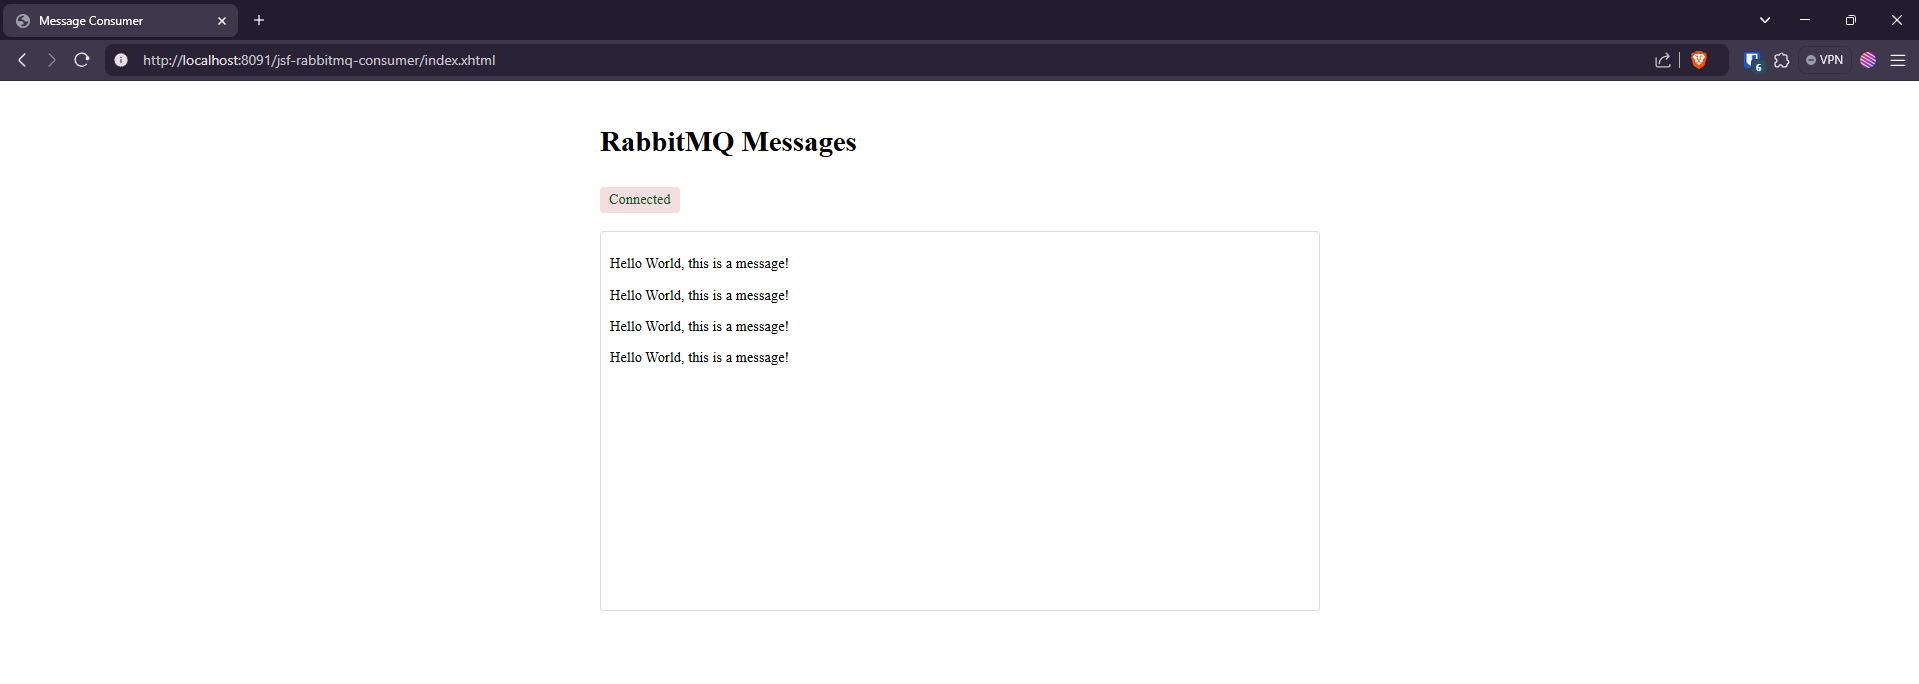 Message Consumer
http://localhost:8091/jsf-rabbitmq-consumer/index.xhtml
6
VPN
RabbitMQ Messages
Connected
Hello World, this is a message!
Hello World, this is a message!
Hello World, this is a message!
Hello World, this is a message!